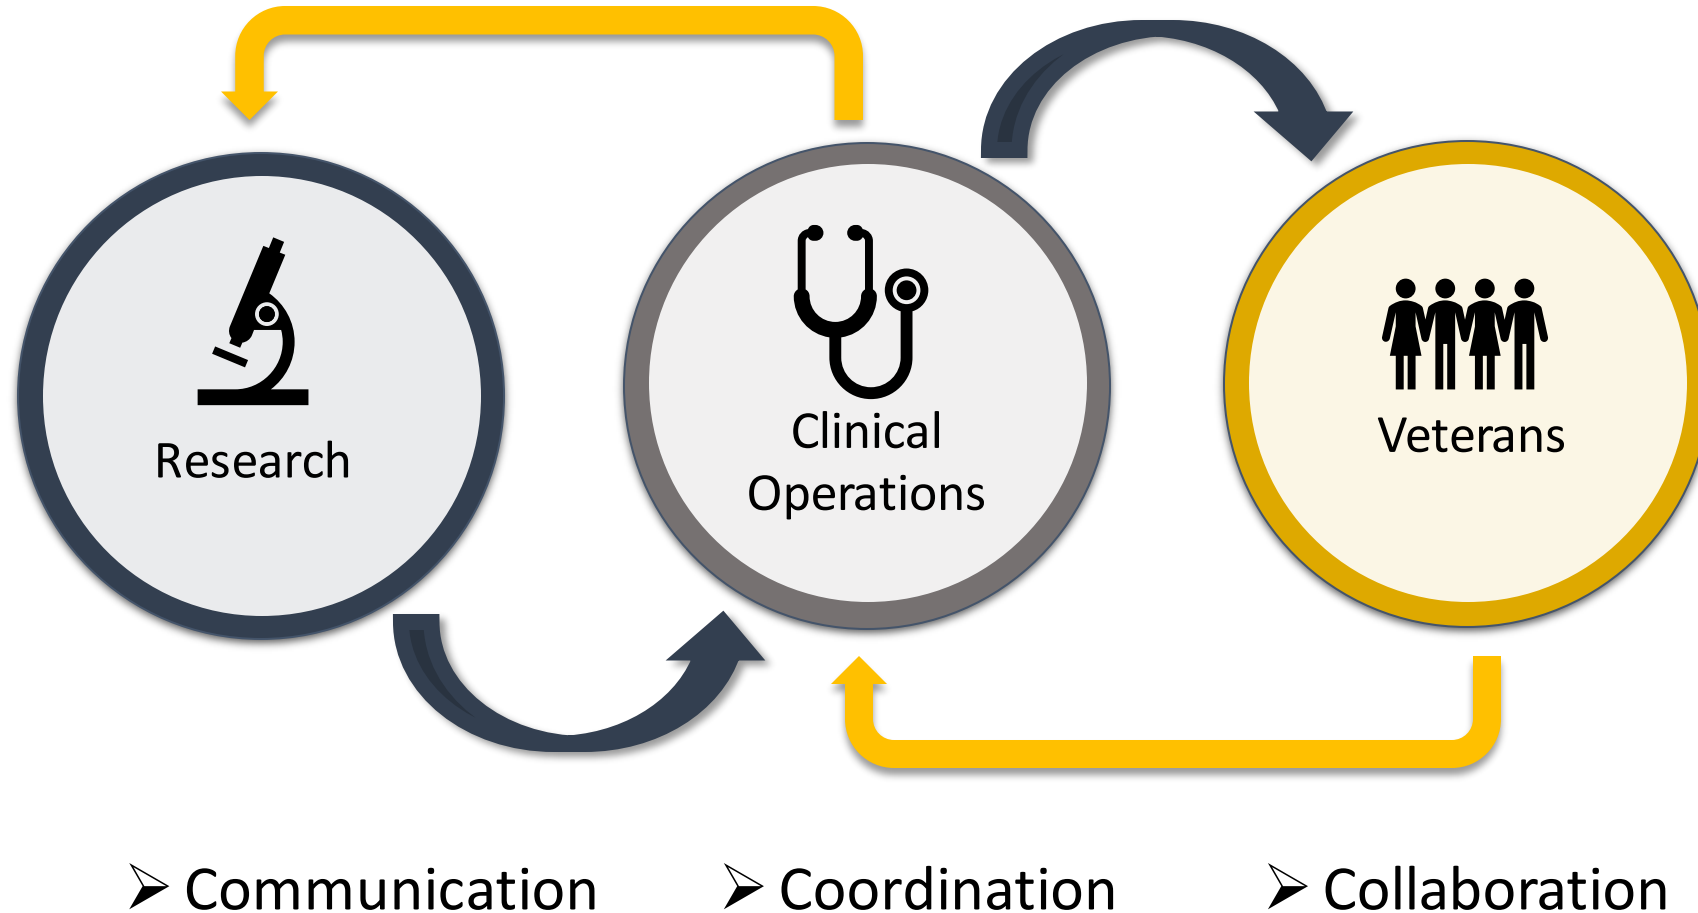 Research
Clinical
Operations
Veterans
➢ Communication
➢ Coordination
➢ Collaboration